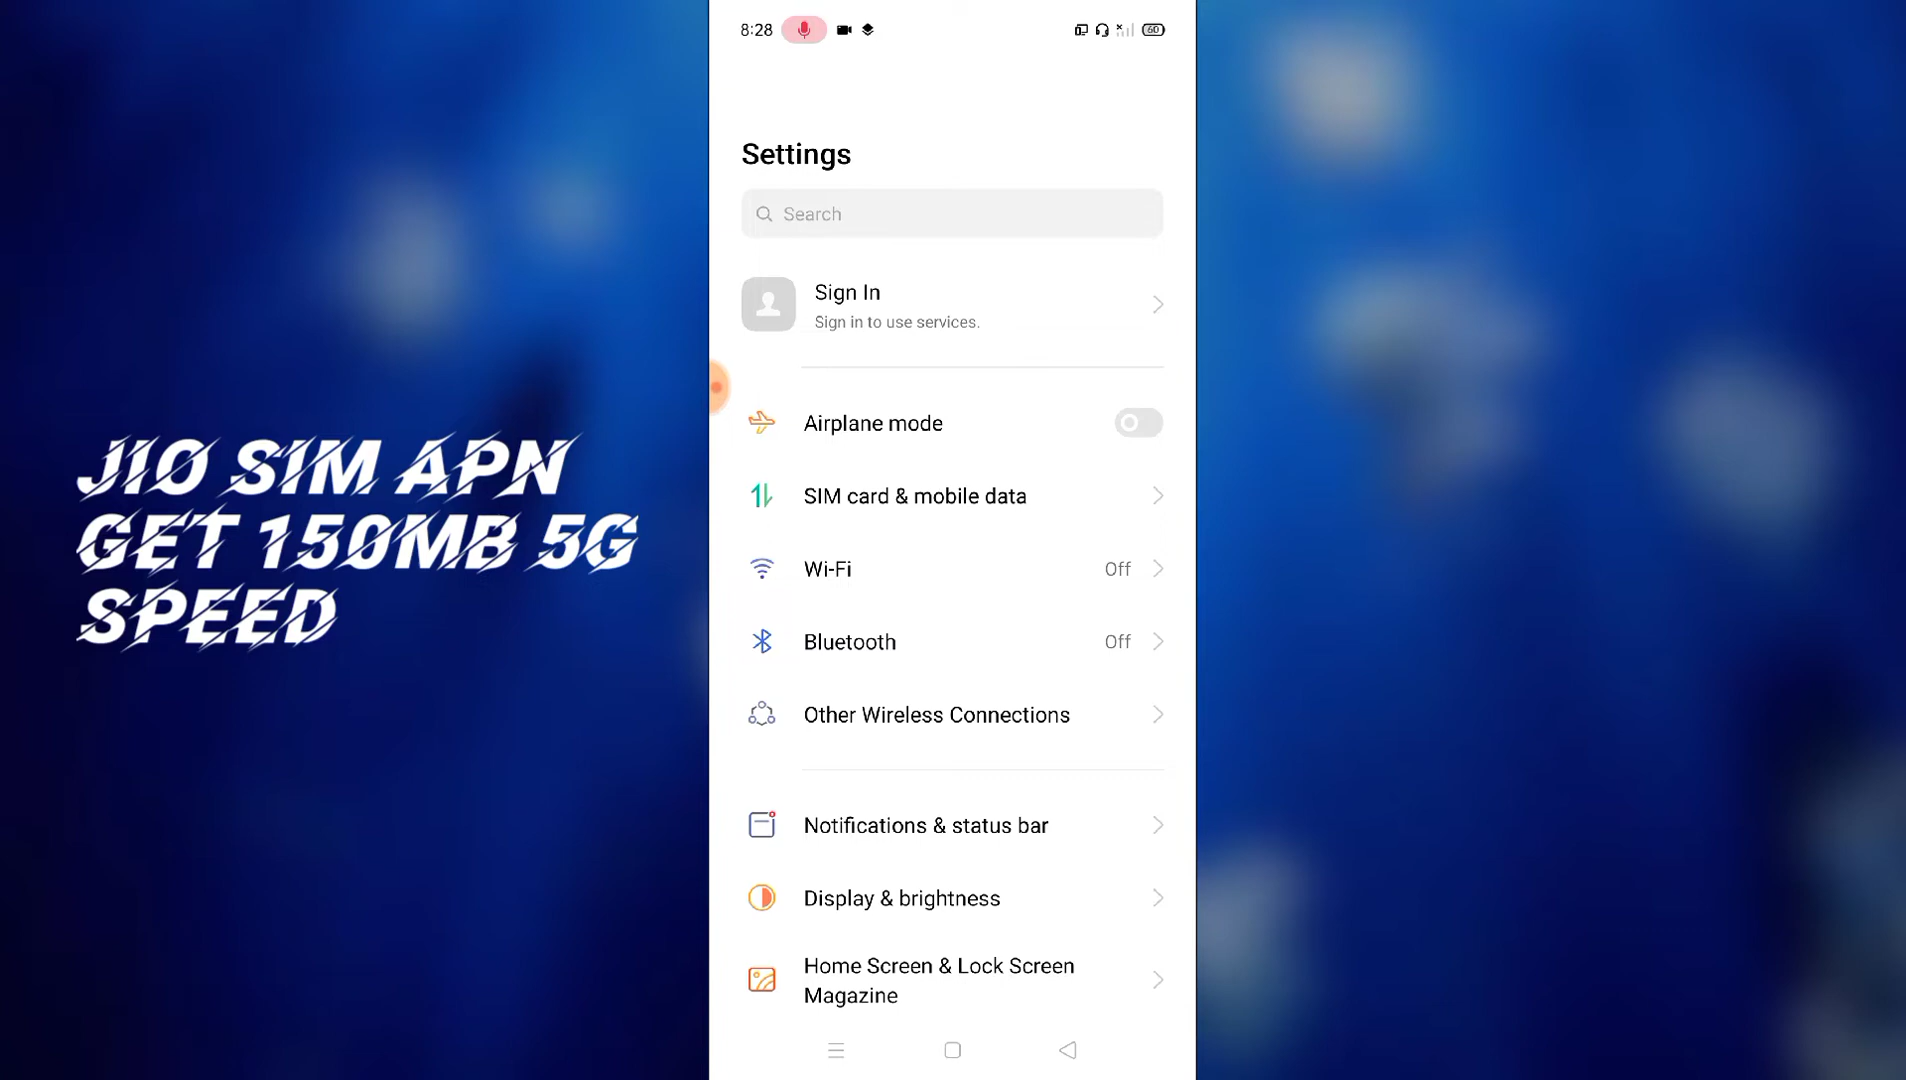 8:28
60
Settings
Search
Sign In
Sign in to use services.
Airplane mode
SIM card & mobile data
Wi-Fi Off
Bluetooth Off
Other Wireless Connections
Notifications & status bar
Display & brightness
Home Screen & Lock Screen
Magazine
JIO SIM APN
GET 150MB 5G
SPEED